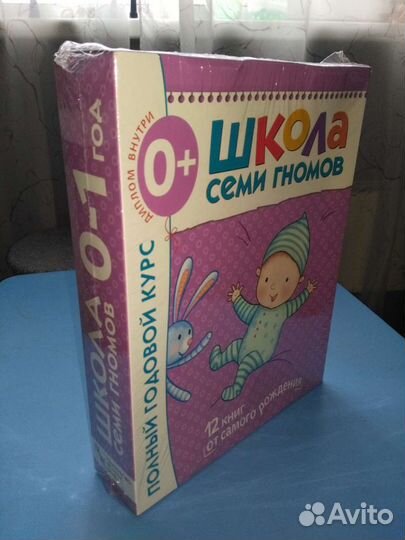 ШКОЛА
СЕМИ ГНОМОВ
0-1 ГОД
ПОЛНЫЙ ГОДОВОЙ КУРС
ДИПЛОМ ВНУТРИ
0+
ШКОЛА
СЕМИ ГНОМОВ
12 КНИГ
от самого рождения
Avito